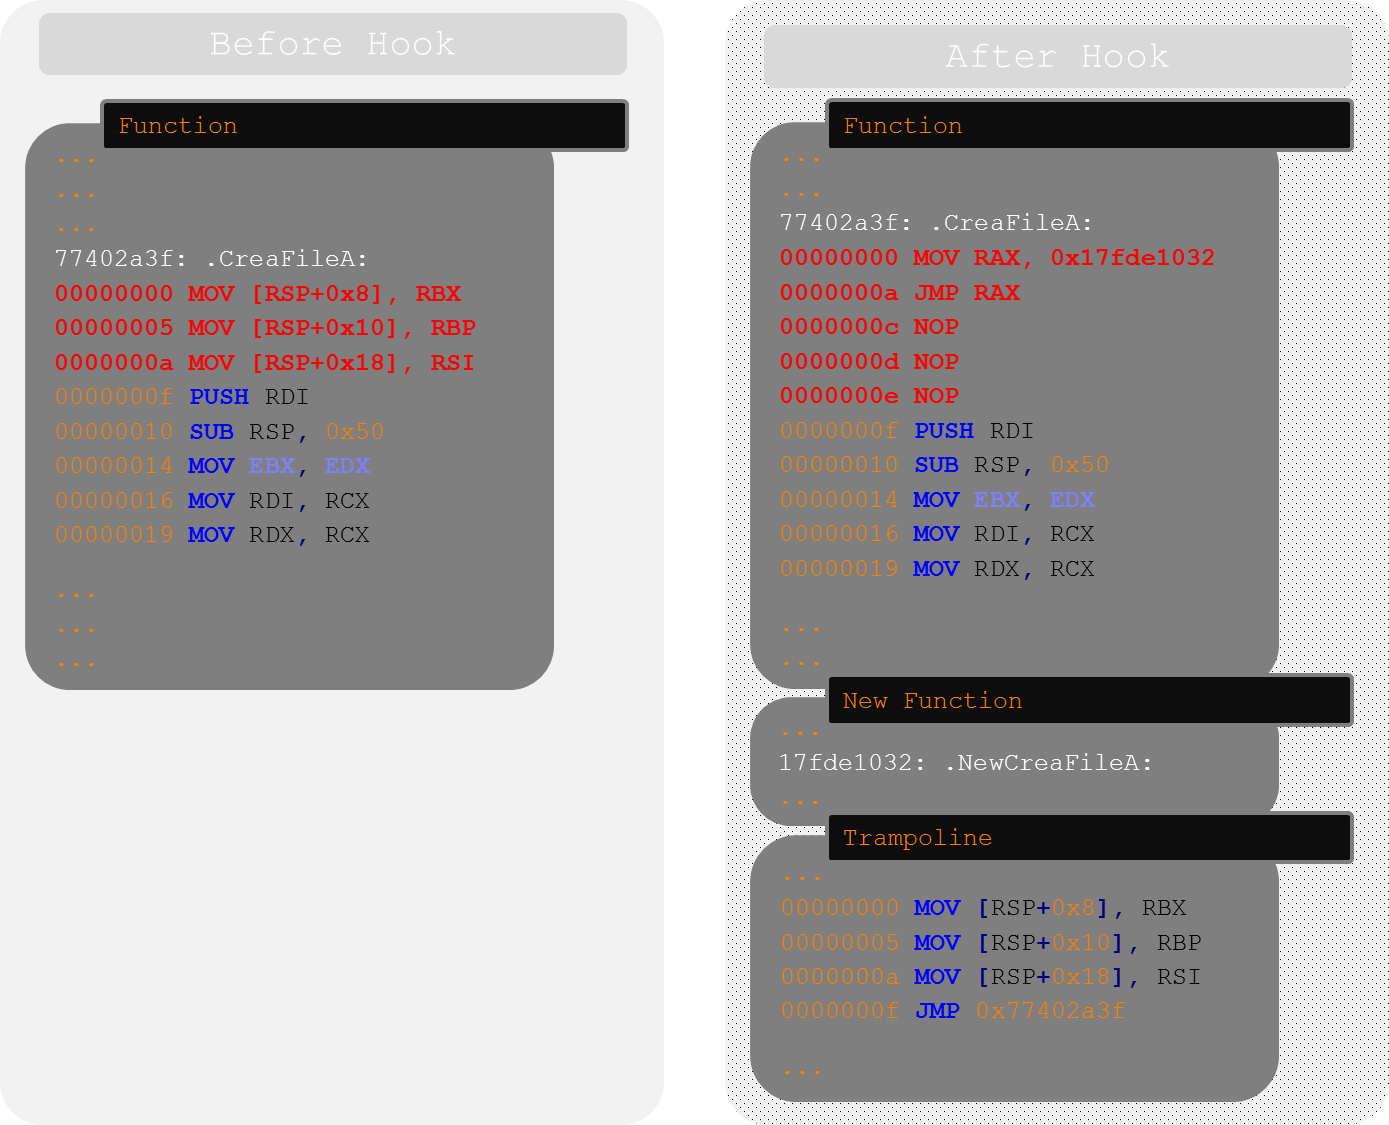 Before Hook
Function
...
...
...
77402a3f: .CreaFileA:
00000000 MOV [RSP+0x8], RBX
00000005 MOV [RSP+0x10], RBP
0000000a MOV [RSP+0x18], RSI
0000000f PUSH RDI
00000010 SUB RSP, 0x50
00000014 MOV EBX, EDX
00000016 MOV RDI, RCX
00000019 MOV RDX, RCX
...
...
...
After Hook
Function
...
...
77402a3f: .CreaFileA:
00000000 MOV RAX, 0x17fde1032
0000000a JMP RAX
0000000c NOP
0000000d NOP
0000000e NOP
0000000f PUSH RDI
00000010 SUB RSP, 0x50
00000014 MOV EBX, EDX
00000016 MOV RDI, RCX
00000019 MOV RDX, RCX
...
...
New Function
...
17fde1032: .NewCreaFileA:
...
Trampoline
...
00000000 MOV [RSP+0x8], RBX
00000005 MOV [RSP+0x10], RBP
0000000a MOV [RSP+0x18], RSI
0000000f JMP 0x77402a3f
...